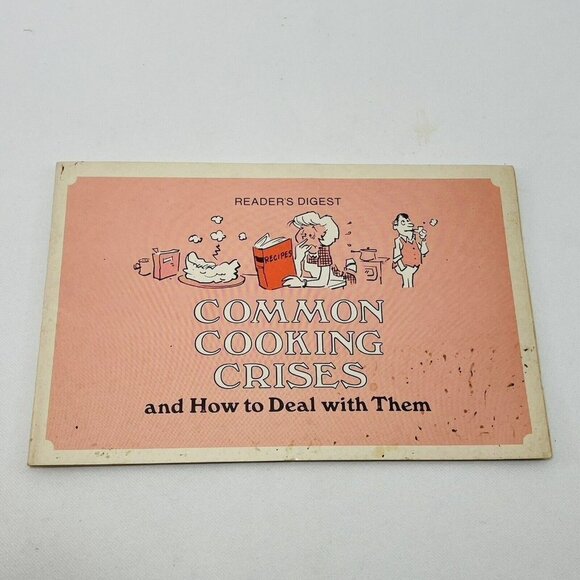 READER'S DIGEST
RECIPES
COMMON
COOKING
CRISES
and How to Deal with Them